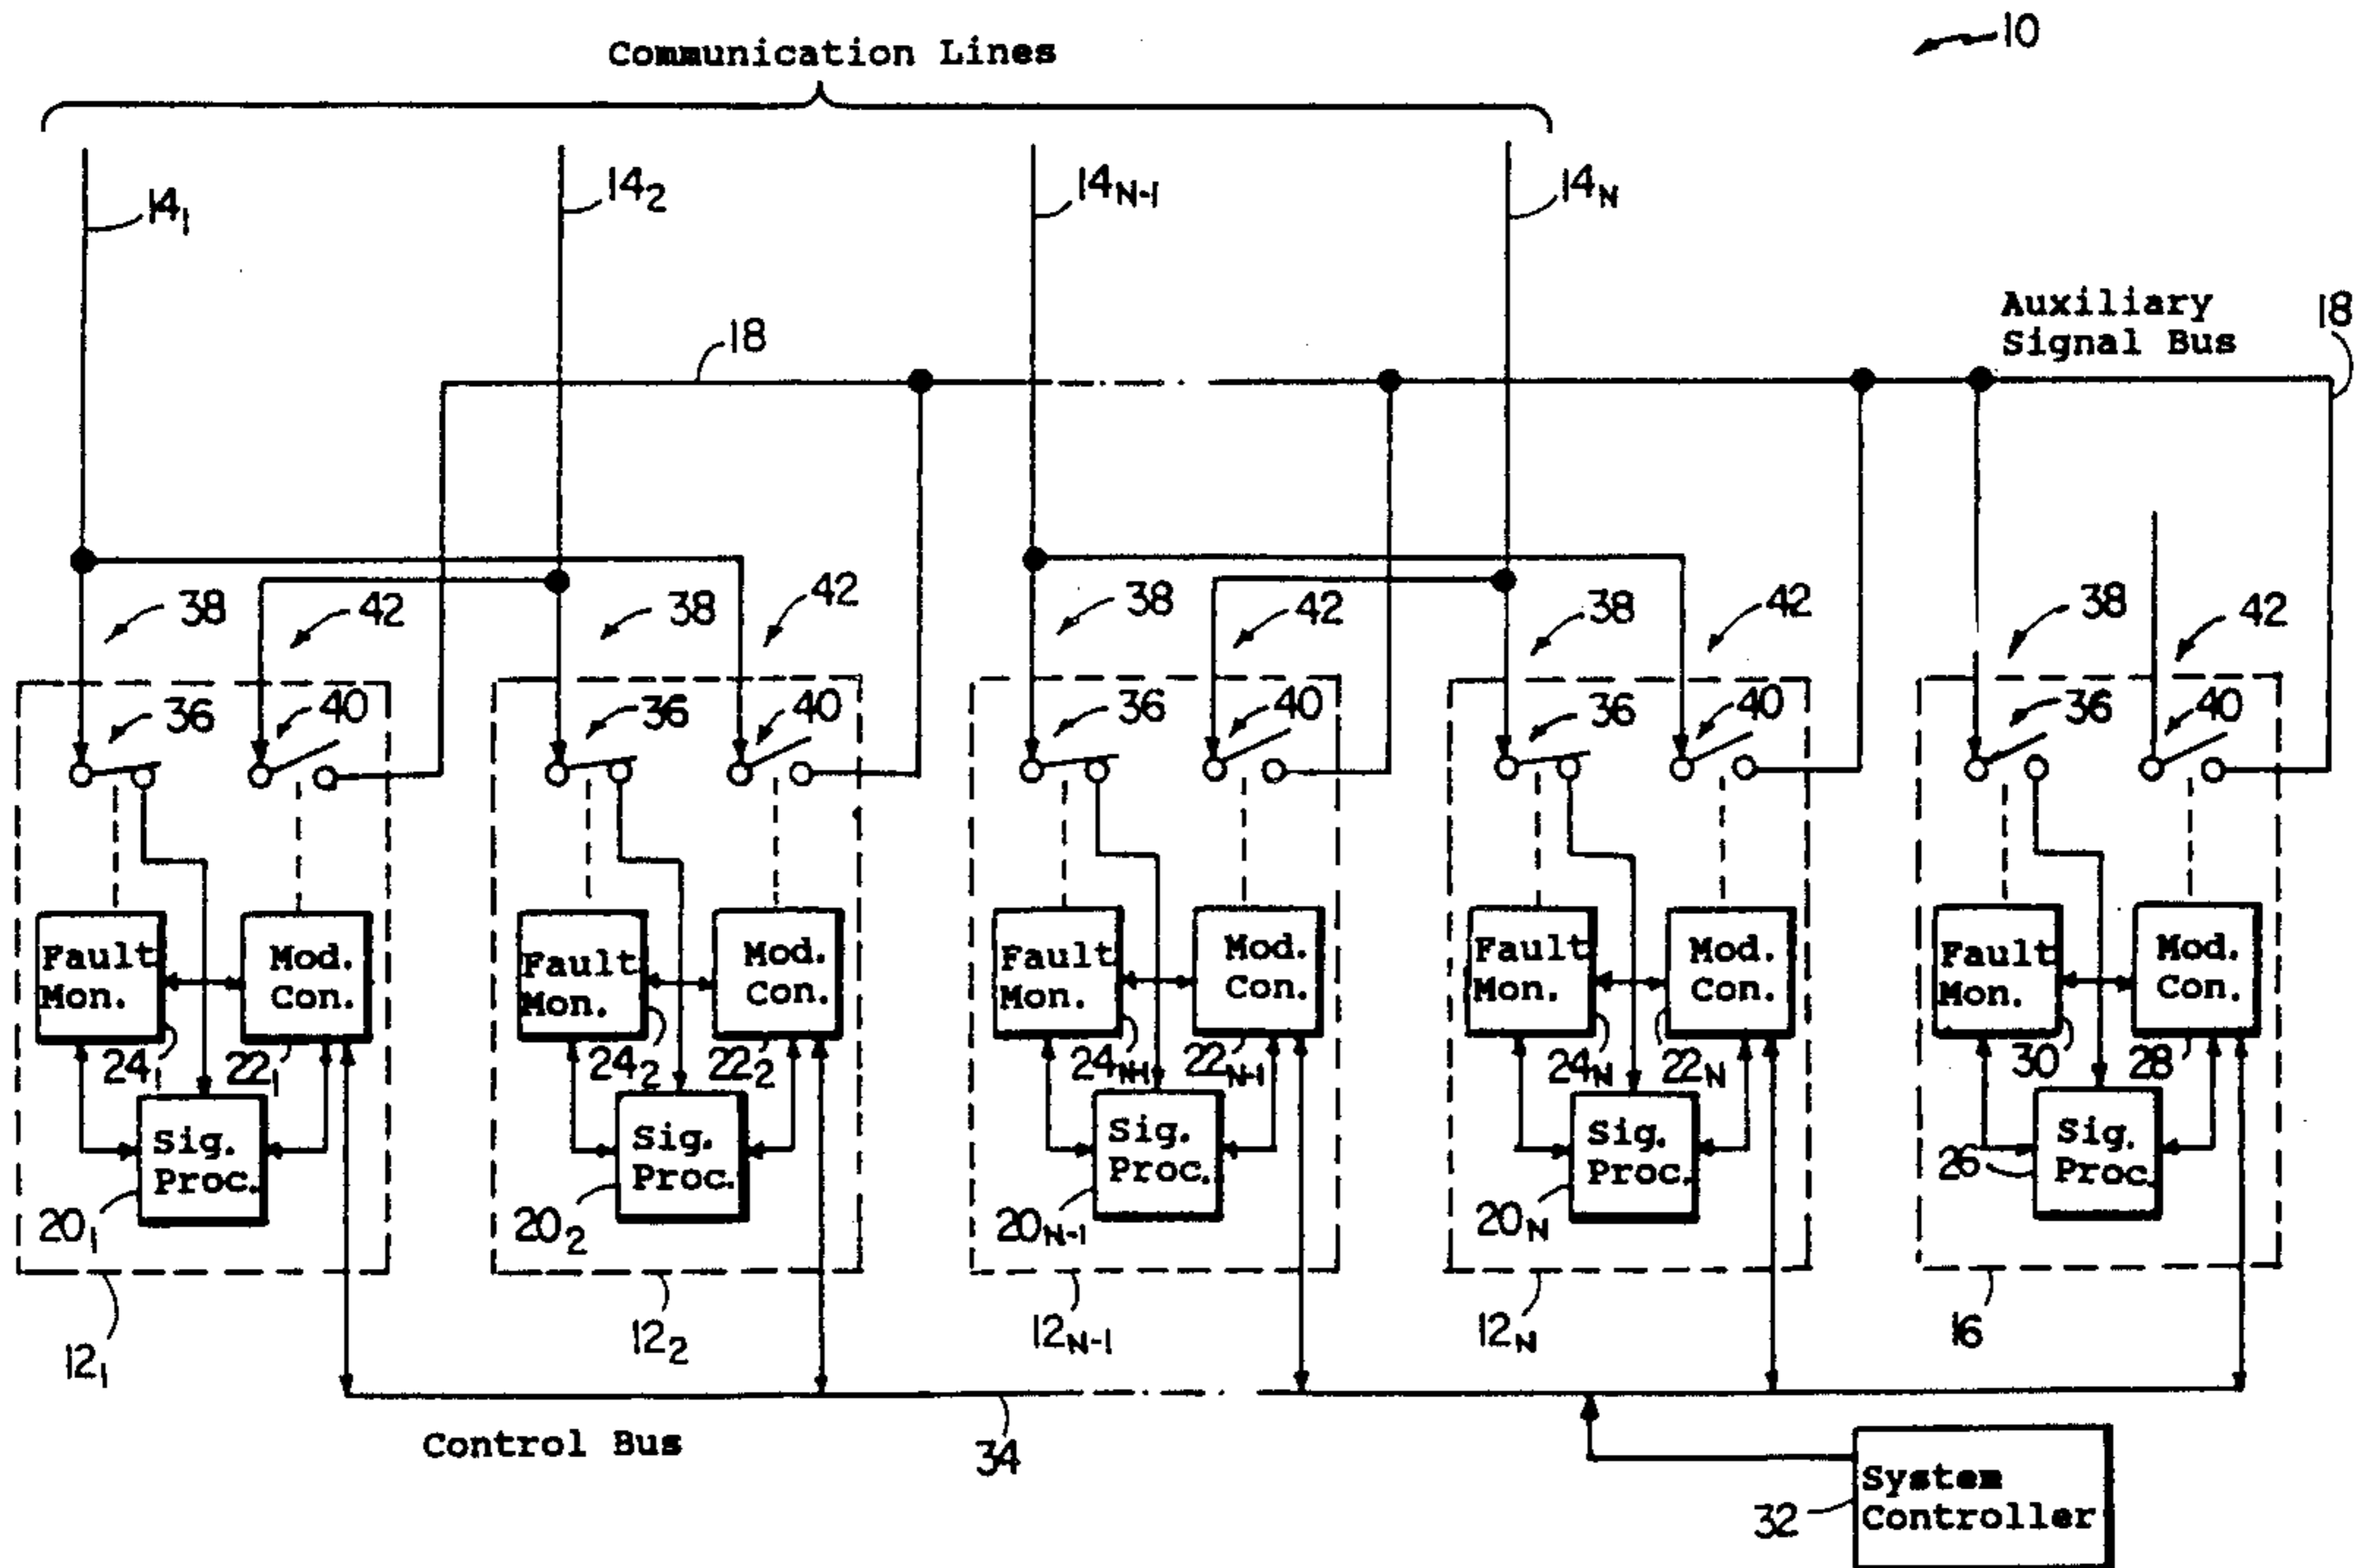 10
Communication Lines
14₁
14₂
14N-1
14N
18
Auxiliary
Signal Bus
18
38
42
38
42
38
42
38
42
38
42
36
40
36
40
36
40
36
40
36
40
Fault
Mon.
Mod.
Con.
Fault
Mon.
Mod.
Con.
Fault
Mon.
Mod.
Con.
Fault
Mon.
Mod.
Con.
Fault
Mon.
Mod.
Con.
24₁
22₁
24₂
22₂
24N-1
22N-1
24N
22N
30
28
Sig.
Proc.
Sig.
Proc.
Sig.
Proc.
Sig.
Proc.
Sig.
Proc.
20₁
20₂
20N-1
20N
26
12₁
12₂
12N-1
12N
16
Control Bus
34
System
Controller
32